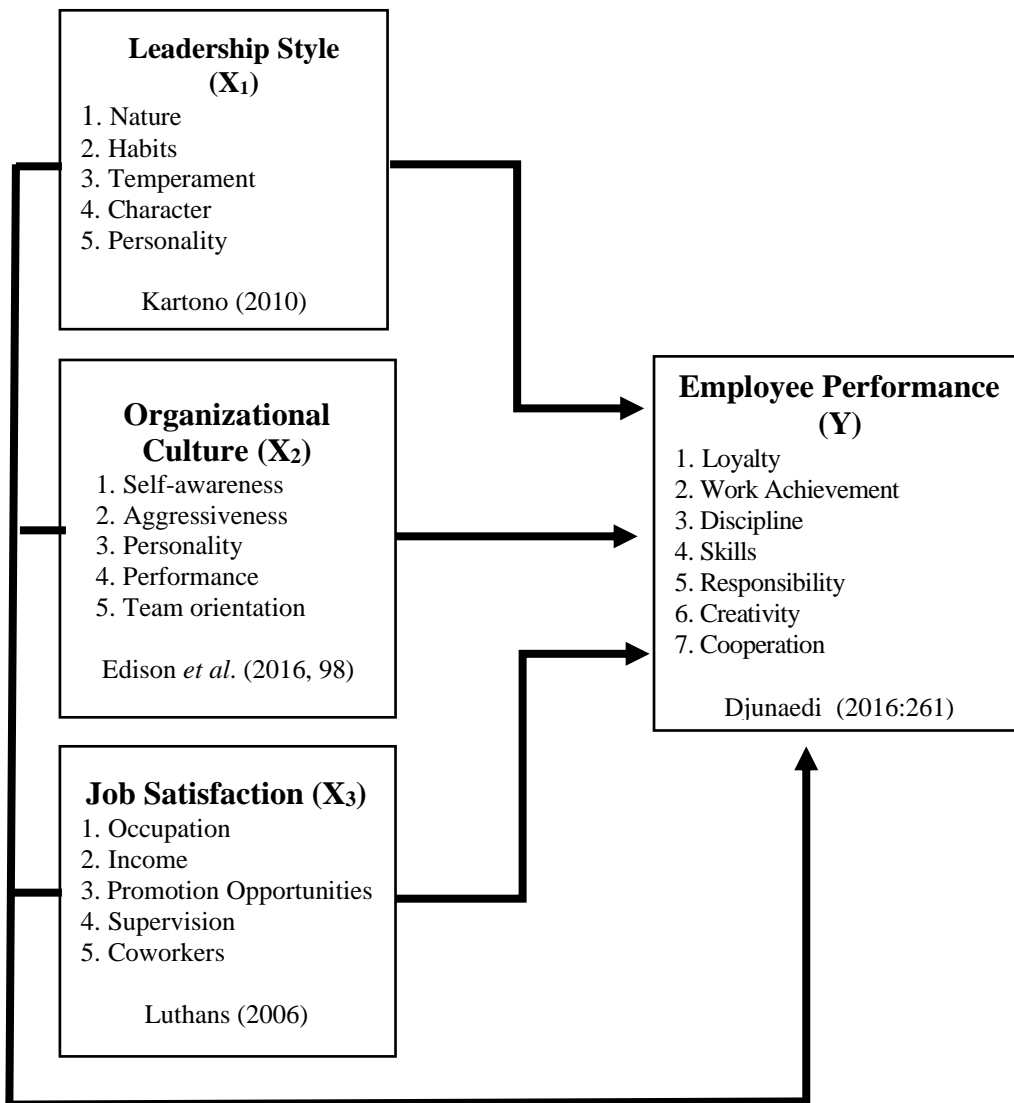 Leadership Style
(X₁)
1. Nature
2. Habits
3. Temperament
4. Character
5. Personality
Kartono (2010)
Organizational
Culture (X₂)
1. Self-awareness
2. Aggressiveness
3. Personality
4. Performance
5. Team orientation
Edison et al. (2016, 98)
Job Satisfaction (X₃)
1. Occupation
2. Income
3. Promotion Opportunities
4. Supervision
5. Coworkers
Luthans (2006)
Employee Performance
(Y)
1. Loyalty
2. Work Achievement
3. Discipline
4. Skills
5. Responsibility
6. Creativity
7. Cooperation
Djunaedi (2016:261)